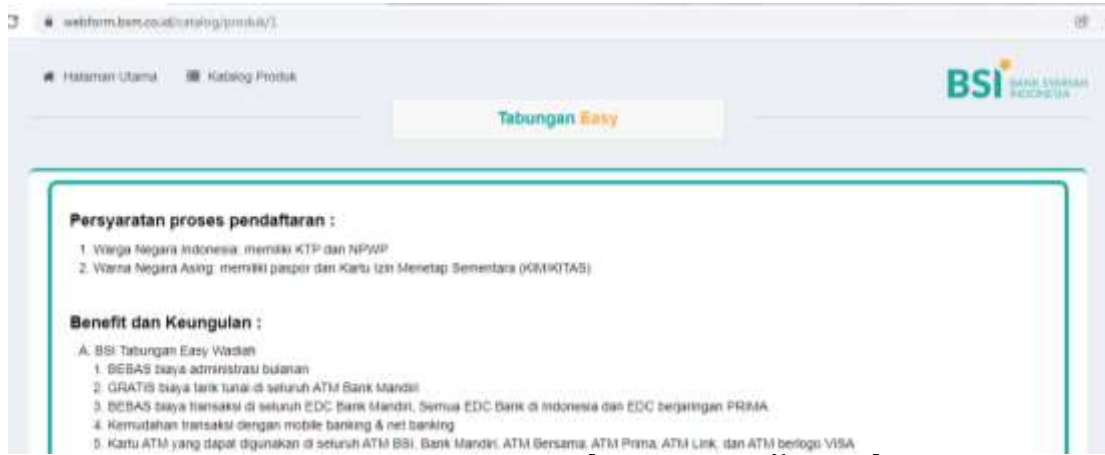 webform.bsm.co.id/catalog/produk/1
Halaman Utama Katalog Produk
BSI BANK SYARIAH
INDONESIA
Tabungan Easy
Persyaratan proses pendaftaran :
1. Warga Negara Indonesia: memiliki KTP dan NPWP
2. Warna Negara Asing: memiliki paspor dan Kartu Izin Menetap Sementara (KIM/KITAS)
Benefit dan Keungulan :
A. BSI Tabungan Easy Wadiah
1. BEBAS biaya administrasi bulanan
2. GRATIS biaya tarik tunai di seluruh ATM Bank Mandiri
3. BEBAS biaya transaksi di seluruh EDC Bank Mandiri, Semua EDC Bank di Indonesia dan EDC berjaringan PRIMA
4. Kemudahan transaksi dengan mobile banking & net banking
5. Kartu ATM yang dapat digunakan di seluruh ATM BSI, Bank Mandiri, ATM Bersama, ATM Prima, ATM Link, dan ATM berlogo VISA